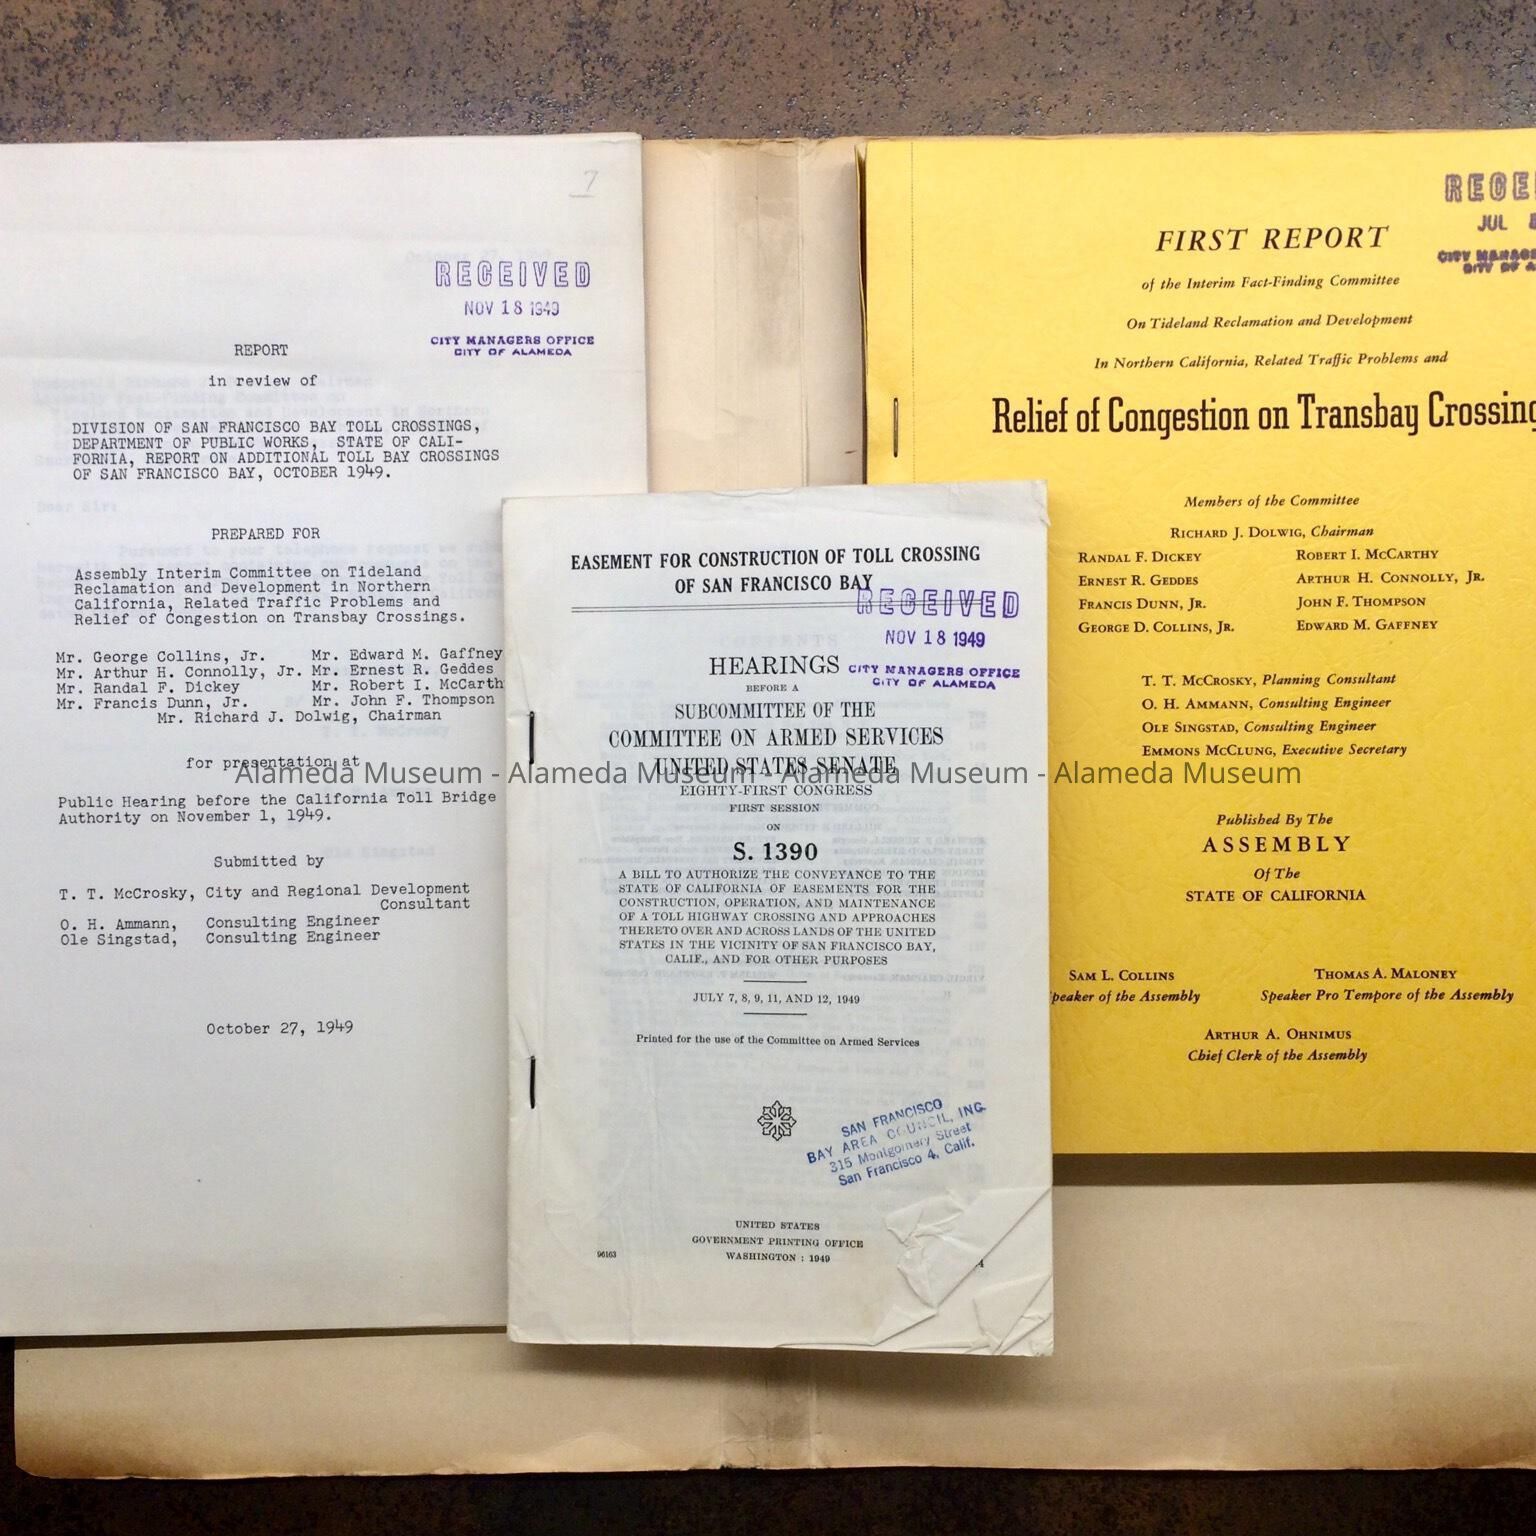 7
RECEIVED
NOV 18 1949
CITY MANAGERS OFFICE
CITY OF ALAMEDA
REPORT
in review of
DIVISION OF SAN FRANCISCO BAY TOLL CROSSINGS,
DEPARTMENT OF PUBLIC WORKS, STATE OF CALI-
FORNIA, REPORT ON ADDITIONAL TOLL BAY CROSSINGS
OF SAN FRANCISCO BAY, OCTOBER 1949.
PREPARED FOR
Assembly Interim Committee on Tideland
Reclamation and Development in Northern
California, Related Traffic Problems and
Relief of Congestion on Transbay Crossings.
Mr. George Collins, Jr. Mr. Edward M. Gaffney
Mr. Arthur H. Connolly, Jr. Mr. Ernest R. Geddes
Mr. Randal F. Dickey Mr. Robert I. McCarth
Mr. Francis Dunn, Jr. Mr. John F. Thompson
Mr. Richard J. Dolwig, Chairman
for presentation at
Public Hearing before the California Toll Bridge
Authority on November 1, 1949.
Submitted by
T. T. McCrosky, City and Regional Development
Consultant
O. H. Ammann, Consulting Engineer
Ole Singstad, Consulting Engineer
October 27, 1949
EASEMENT FOR CONSTRUCTION OF TOLL CROSSING
OF SAN FRANCISCO BAY
RECEIVED
NOV 18 1949
CITY MANAGERS OFFICE
CITY OF ALAMEDA
HEARINGS
BEFORE A
SUBCOMMITTEE OF THE
COMMITTEE ON ARMED SERVICES
UNITED STATES SENATE
EIGHTY-FIRST CONGRESS
FIRST SESSION
ON
S. 1390
A BILL TO AUTHORIZE THE CONVEYANCE TO THE
STATE OF CALIFORNIA OF EASEMENTS FOR THE
CONSTRUCTION, OPERATION, AND MAINTENANCE
OF A TOLL HIGHWAY CROSSING AND APPROACHES
THERETO OVER AND ACROSS LANDS OF THE UNITED
STATES IN THE VICINITY OF SAN FRANCISCO BAY,
CALIF., AND FOR OTHER PURPOSES
JULY 7, 8, 9, 11, AND 12, 1949
Printed for the use of the Committee on Armed Services
SAN FRANCISCO
BAY AREA COUNCIL, INC.
315 Montgomery Street
San Francisco 4, Calif.
UNITED STATES
GOVERNMENT PRINTING OFFICE
96163 WASHINGTON : 1949
RECE
JUL
CITY MANAGE
CITY OF A
FIRST REPORT
of the Interim Fact-Finding Committee
On Tideland Reclamation and Development
In Northern California, Related Traffic Problems and
Relief of Congestion on Transbay Crossing
Members of the Committee
RICHARD J. DOLWIG, Chairman
RANDAL F. DICKEY ROBERT I. MCCARTHY
ERNEST R. GEDDES ARTHUR H. CONNOLLY, JR.
FRANCIS DUNN, JR. JOHN F. THOMPSON
GEORGE D. COLLINS, JR. EDWARD M. GAFFNEY
T. T. MCCROSKY, Planning Consultant
O. H. AMMANN, Consulting Engineer
OLE SINGSTAD, Consulting Engineer
EMMONS MCCLUNG, Executive Secretary
Published By The
ASSEMBLY
Of The
STATE OF CALIFORNIA
SAM L. COLLINS THOMAS A. MALONEY
peaker of the Assembly Speaker Pro Tempore of the Assembly
ARTHUR A. OHNIMUS
Chief Clerk of the Assembly
Alameda Museum - Alameda Museum - Alameda Museum - Alameda Museum